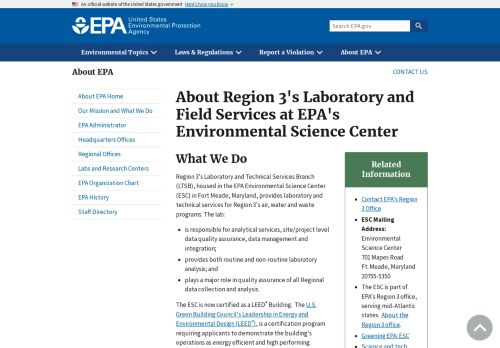 An official website of the United States government Here's how you know
EPA United States
Environmental Protection
Agency
Search EPA.gov
Environmental Topics
Laws & Regulations
Report a Violation
About EPA
About EPA
CONTACT US
About EPA Home
Our Mission and What We Do
EPA Administrator
Headquarters Offices
Regional Offices
Labs and Research Centers
EPA Organization Chart
EPA History
Staff Directory
About Region 3's Laboratory and
Field Services at EPA's
Environmental Science Center
What We Do
Region 3's Laboratory and Technical Services Branch
(LTSB), housed in the EPA Environmental Science Center
(ESC) in Fort Meade, Maryland, provides laboratory and
technical services for Region 3's air, water and waste
programs. The lab:
• is responsible for analytical services, site/project level
data quality assurance, data management and
integration;
• provides both routine and non-routine laboratory
analysis; and
• plays a major role in quality assurance of all Regional
data collection and analysis.
The ESC is now certified as a LEED® Building. The U.S.
Green Building Council's Leadership in Energy and
Environmental Design (LEED®), is a certification program
requiring applicants to demonstrate the building's
operations as energy efficient and high performing.
Related
Information
• Contact EPA's Region
3 Office
• ESC Mailing
Address:
Environmental
Science Center
701 Mapes Road
Ft. Meade, Maryland
20755-5350
• The ESC is part of
EPA's Region 3 office,
serving mid-Atlantic
states. About the
Region 3 office.
• Greening EPA: ESC
• Science and tech